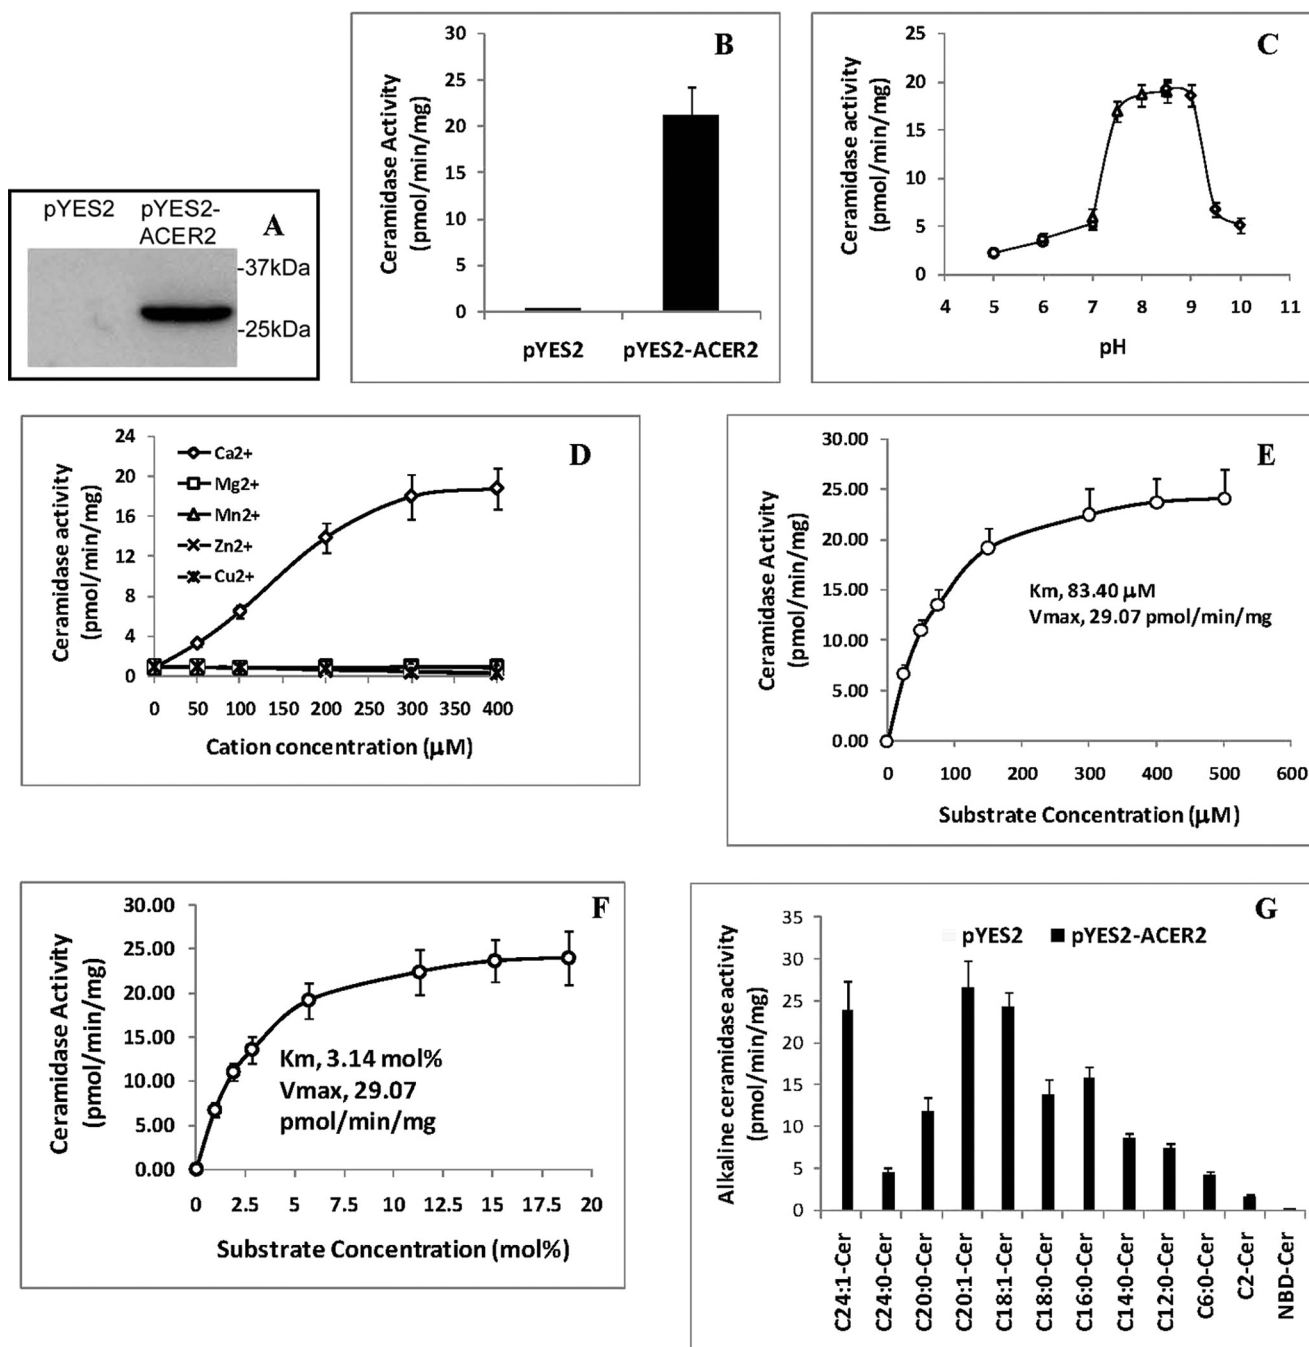 A
pYES2
pYES2-
ACER2
-37kDa
-25kDa
B
Ceramidase Activity
(pmol/min/mg)
30
25
20
15
10
5
0
pYES2
pYES2-ACER2
C
Ceramidase activity
(pmol/min/mg)
25
20
15
10
5
0
4 5 6 7 8 9 10 11
pH
D
Ceramidase activity
(pmol/min/mg)
24
20
16
12
8
4
0
Ca2+
Mg2+
Mn2+
Zn2+
Cu2+
0 50 100 200 300 400
Cation concentration (μM)
E
Ceramidase Activity
(pmol/min/mg)
30.00
25.00
20.00
15.00
10.00
5.00
0.00
Km, 83.40 μM
Vmax, 29.07 pmol/min/mg
0 100 200 300 400 500 600
Substrate Concentration (μM)
F
Ceramidase Activity
(pmol/min/mg)
30.00
25.00
20.00
15.00
10.00
5.00
0.00
Km, 3.14 mol%
Vmax, 29.07
pmol/min/mg
0 2.5 5 7.5 10 12.5 15 17.5 20
Substrate Concentration (mol%)
G
Alkaline ceramidase activity
(pmol/min/mg)
35
30
25
20
15
10
5
0
pYES2
pYES2-ACER2
C24:1-Cer
C24:0-Cer
C20:0-Cer
C20:1-Cer
C18:1-Cer
C18:0-Cer
C16:0-Cer
C14:0-Cer
C12:0-Cer
C6:0-Cer
C2-Cer
NBD-Cer